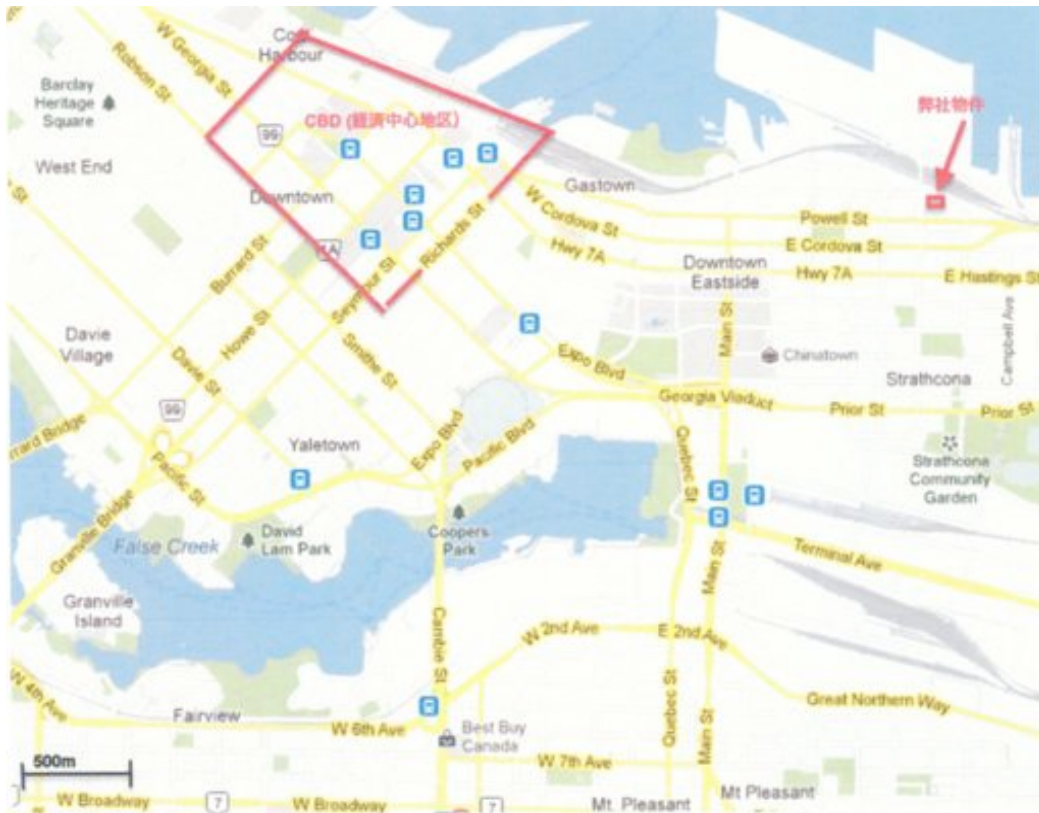 Coal
Harbour
W Georgia St
Robson St
Barclay
Heritage
Square
99
CBD (経済中心地区)
弊社物件
West End
Downtown
Gastown
Powell St
W Cordova St
E Cordova St
Richards St
Hwy 7A
Hwy 7A
E Hastings St
Downtown
Eastside
Burrard St
Seymour St
Howe St
Smithe St
Main St
Campbell Ave
Davie
Village
Davie St
Expo Blvd
Chinatown
Strathcona
Georgia Viaduct
Prior St
Prior St
99
Yaletown
Expo Blvd
Pacific Blvd
Quebec St
Strathcona
Community
Garden
Pacific St
Granville Bridge
False Creek
David
Lam Park
Coopers
Park
Main St
Terminal Ave
Granville
Island
Cambie St
W 2nd Ave
E 2nd Ave
Great Northern Way
W 4th Ave
Fairview
W 6th Ave
Best Buy
Canada
Quebec St
Main St
500m
W 7th Ave
W Broadway
7
W Broadway
7
Mt. Pleasant
Mt Pleasant